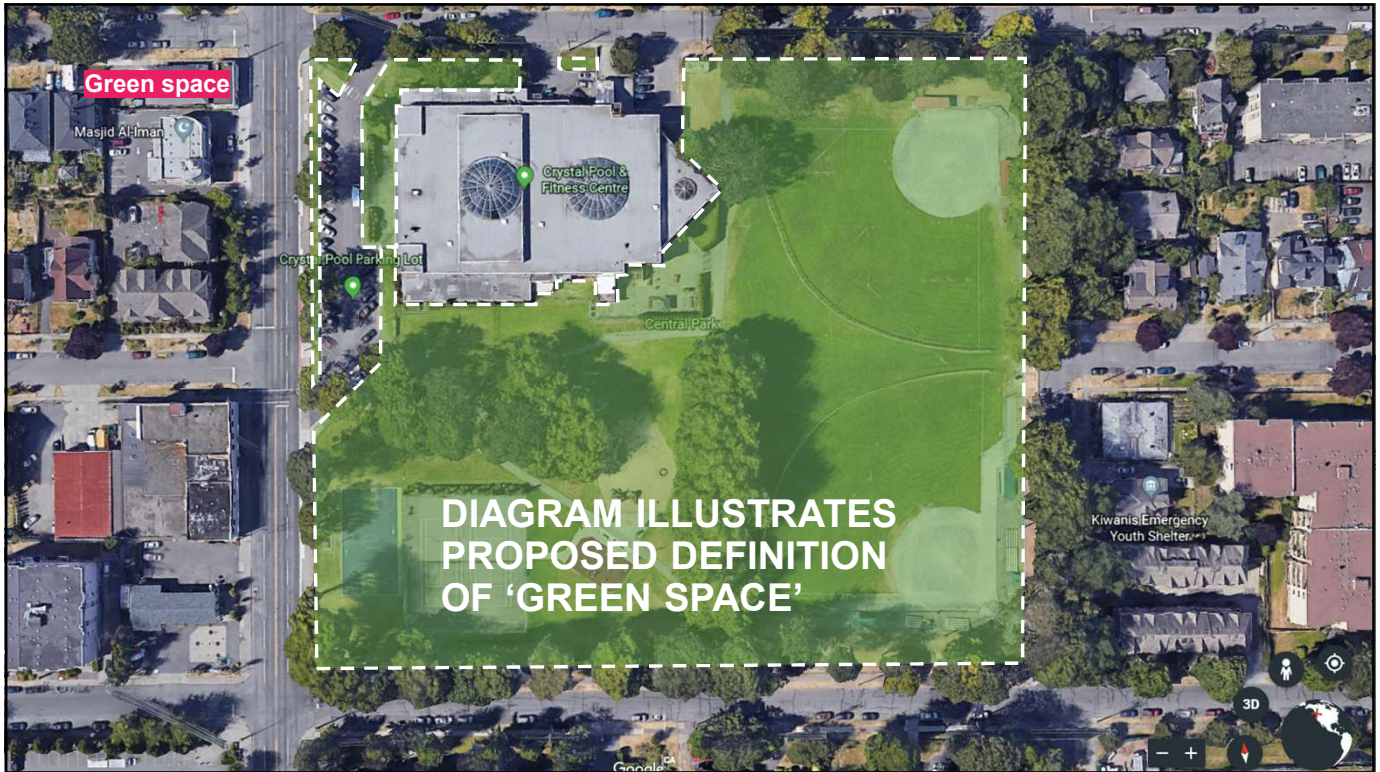 Green space
Masjid Al-Iman
Crystal Pool &
Fitness Centre
Crystal Pool Parking Lot
Central Park
DIAGRAM ILLUSTRATES
PROPOSED DEFINITION
OF ‘GREEN SPACE’
Kiwanis Emergency
Youth Shelter
3D
− +
Google
CA